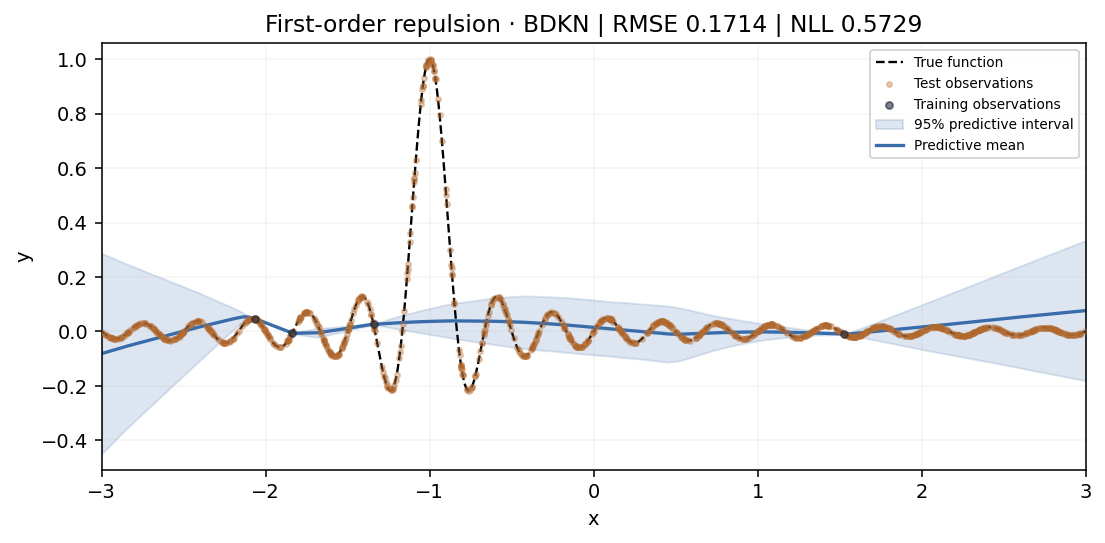 First-order repulsion · BDKN | RMSE 0.1714 | NLL 0.5729
True function
Test observations
Training observations
95% predictive interval
Predictive mean
y
1.0
0.8
0.6
0.4
0.2
0.0
−0.2
−0.4
−3
−2
−1
0
1
2
3
x